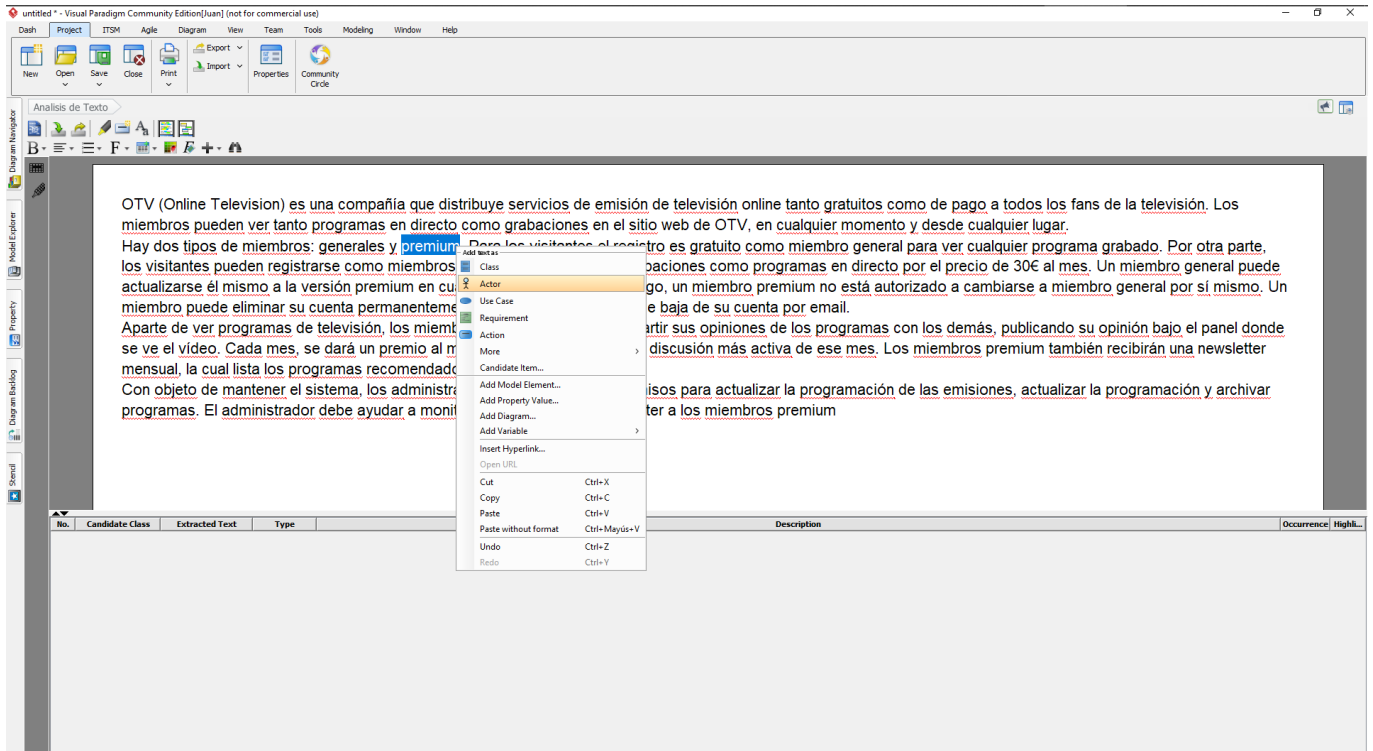 untitled * - Visual Paradigm Community Edition[Juan] (not for commercial use)
Dash Project ITSM Agile Diagram View Team Tools Modeling Window Help
New Open Save Close Print Export Import Properties Community Circle
Analisis de Texto
Diagram Navigator
Model Explorer
Property
Diagram Backlog
Stencil
OTV (Online Television) es una compañía que distribuye servicios de emisión de televisión online tanto gratuitos como de pago a todos los fans de la televisión. Los
miembros pueden ver tanto programas en directo como grabaciones en el sitio web de OTV, en cualquier momento y desde cualquier lugar.
Hay dos tipos de miembros: generales y premium. Para los visitantes el registro es gratuito como miembro general para ver cualquier programa grabado. Por otra parte,
los visitantes pueden registrarse como miembros baciones como programas en directo por el precio de 30€ al mes. Un miembro general puede
actualizarse él mismo a la versión premium en cu go, un miembro premium no está autorizado a cambiarse a miembro general por sí mismo. Un
miembro puede eliminar su cuenta permanenteme e baja de su cuenta por email.
Aparte de ver programas de televisión, los miemb artir sus opiniones de los programas con los demás, publicando su opinión bajo el panel donde
se ve el vídeo. Cada mes, se dará un premio al m discusión más activa de ese mes. Los miembros premium también recibirán una newsletter
mensual, la cual lista los programas recomendado
Con objeto de mantener el sistema, los administra misos para actualizar la programación de las emisiones, actualizar la programación y archivar
programas. El administrador debe ayudar a monit ter a los miembros premium
Add text as
Class
Actor
Use Case
Requirement
Action
More
Candidate Item...
Add Model Element...
Add Property Value...
Add Diagram...
Add Variable
Insert Hyperlink...
Open URL
Cut Ctrl+X
Copy Ctrl+C
Paste Ctrl+V
Paste without format Ctrl+Mayús+V
Undo Ctrl+Z
Redo Ctrl+Y
No. Candidate Class Extracted Text Type Description Occurrence Highli...